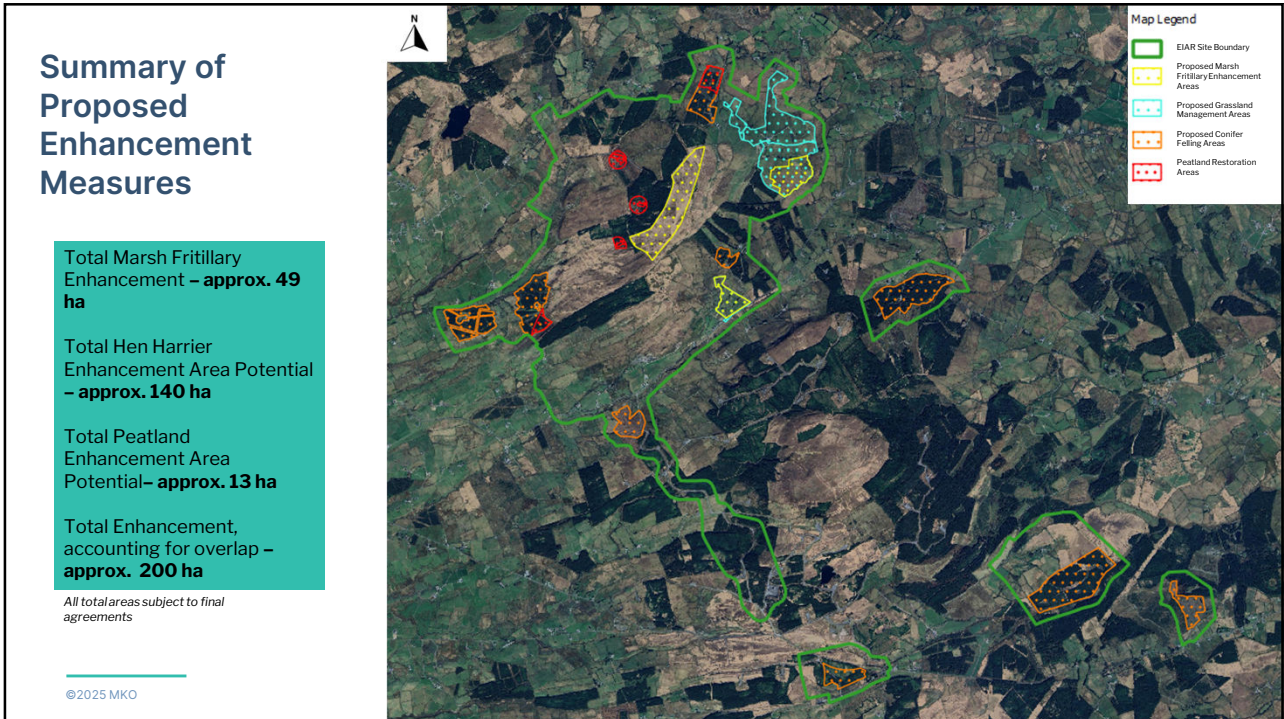 Summary of
Proposed
Enhancement
Measures
Total Marsh Fritillary
Enhancement – approx. 49
ha
Total Hen Harrier
Enhancement Area Potential
– approx. 140 ha
Total Peatland
Enhancement Area
Potential– approx. 13 ha
Total Enhancement,
accounting for overlap –
approx. 200 ha
All total areas subject to final
agreements
©2025 MKO
N
Map Legend
EIAR Site Boundary
Proposed Marsh
Fritillary Enhancement
Areas
Proposed Grassland
Management Areas
Proposed Conifer
Felling Areas
Peatland Restoration
Areas